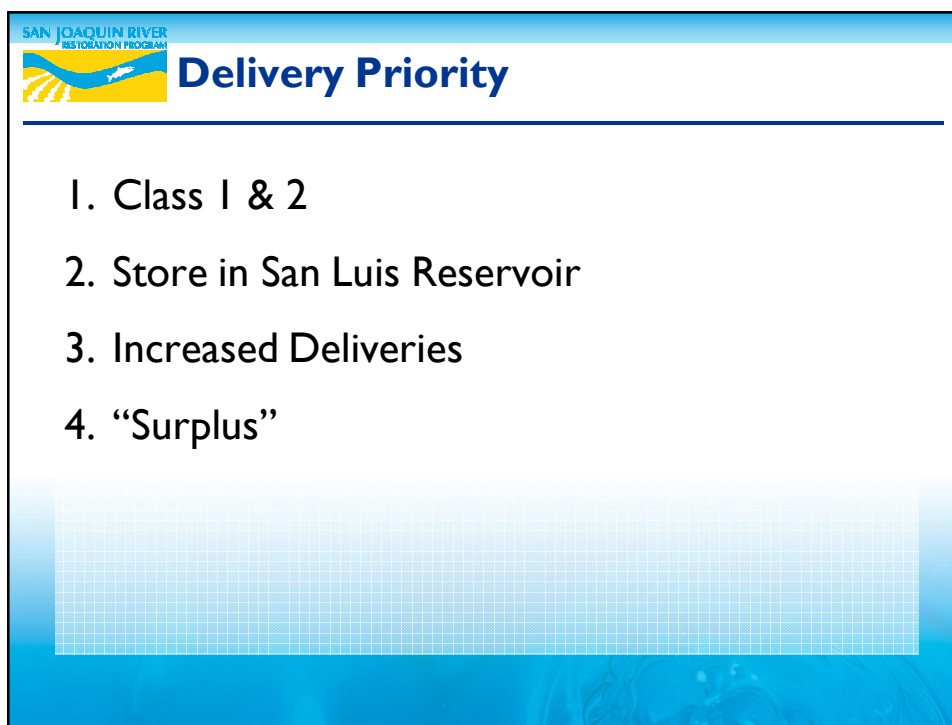 SAN JOAQUIN RIVER
RESTORATION PROGRAM
Delivery Priority
1. Class 1 & 2
2. Store in San Luis Reservoir
3. Increased Deliveries
4. “Surplus”